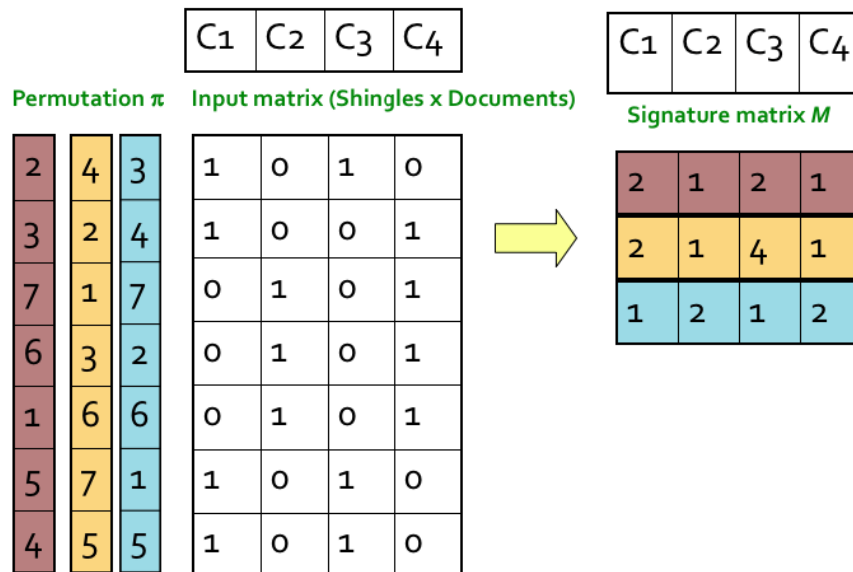 C1 C2 C3 C4
C1 C2 C3 C4
Permutation π Input matrix (Shingles x Documents)
Signature matrix M
2 4 3 1 0 1 0
2 1 2 1
3 2 4 1 0 0 1
2 1 4 1
7 1 7 0 1 0 1
1 2 1 2
6 3 2 0 1 0 1
1 6 6 0 1 0 1
5 7 1 1 0 1 0
4 5 5 1 0 1 0